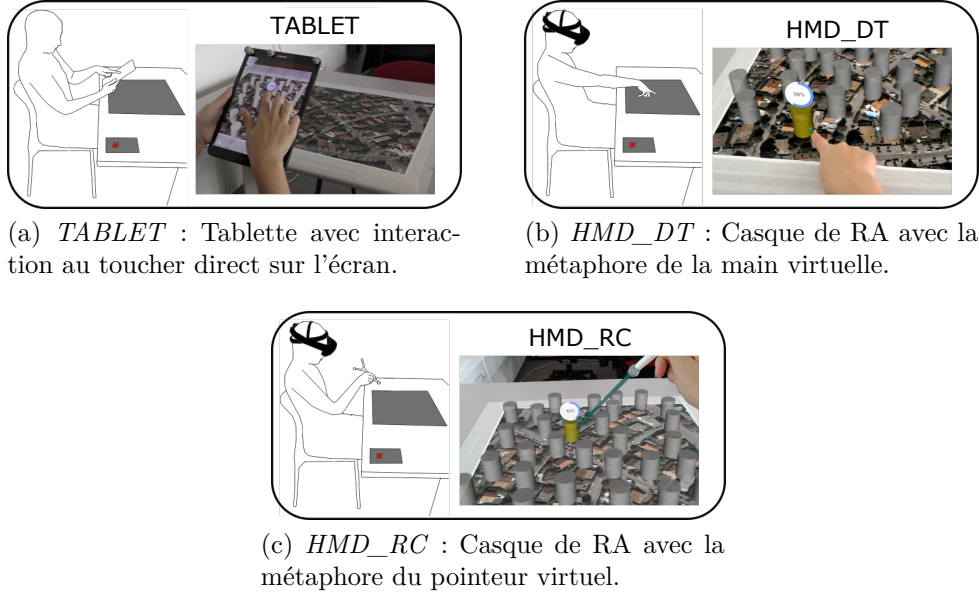 TABLET
HMD_DT
59%
(a) TABLET : Tablette avec interac-
tion au toucher direct sur l'écran.
(b) HMD_DT : Casque de RA avec la
métaphore de la main virtuelle.
HMD_RC
(c) HMD_RC : Casque de RA avec la
métaphore du pointeur virtuel.